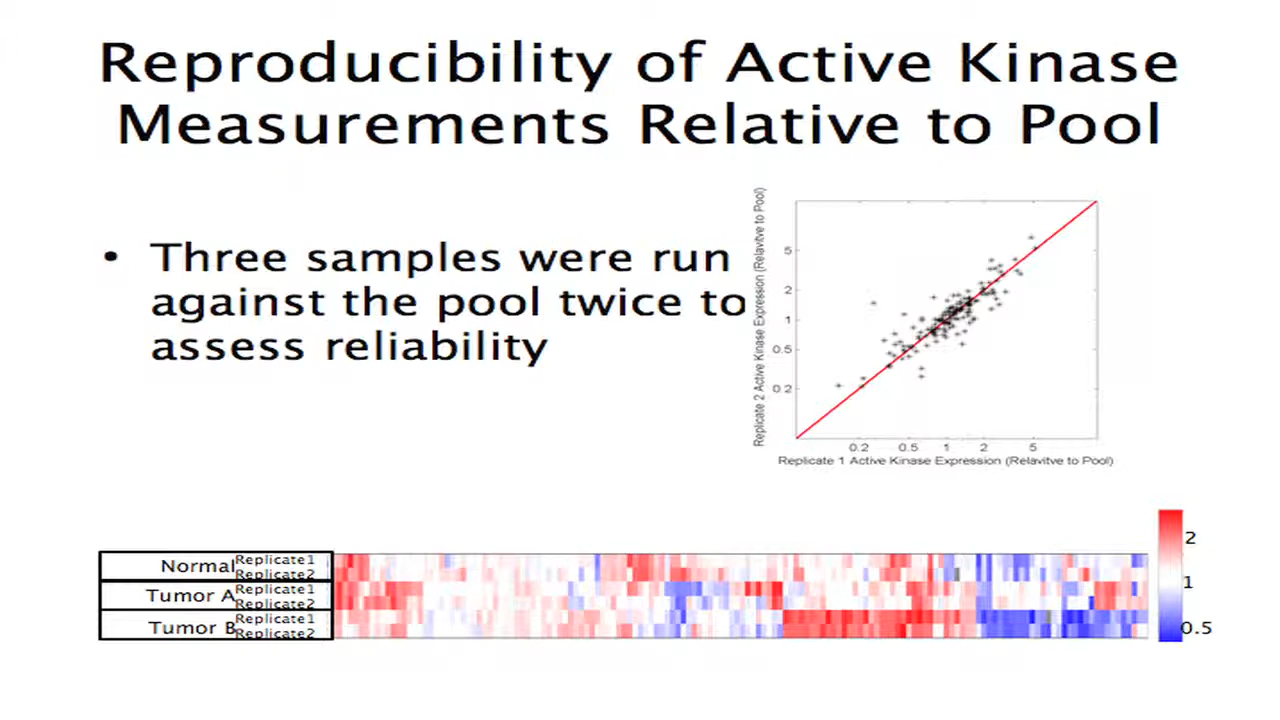 Reproducibility of Active Kinase
Measurements Relative to Pool
• Three samples were run
against the pool twice to
assess reliability
Replicate 2 Active Kinase Expression (Relavitve to Pool)
5
2
1
0.5
0.2
0.2 0.5 1 2 5
Replicate 1 Active Kinase Expression (Relavitve to Pool)
Normal Replicate1
Replicate2
Tumor A Replicate1
Replicate2
Tumor B Replicate1
Replicate2
2
1
0.5